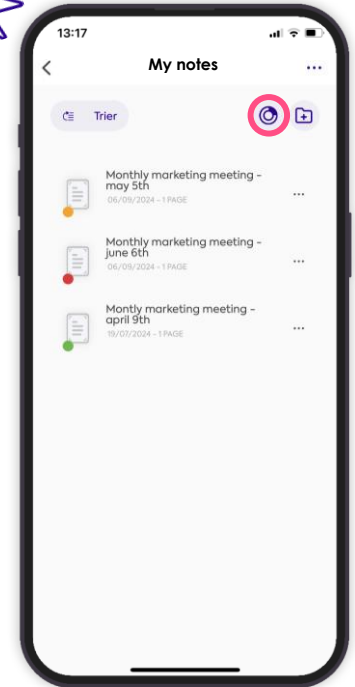 13:17
My notes
Trier
Monthly marketing meeting -
may 5th
06/09/2024 - 1 PAGE
Monthly marketing meeting -
june 6th
06/09/2024 - 1 PAGE
Montly marketing meeting -
april 9th
19/07/2024 - 1 PAGE